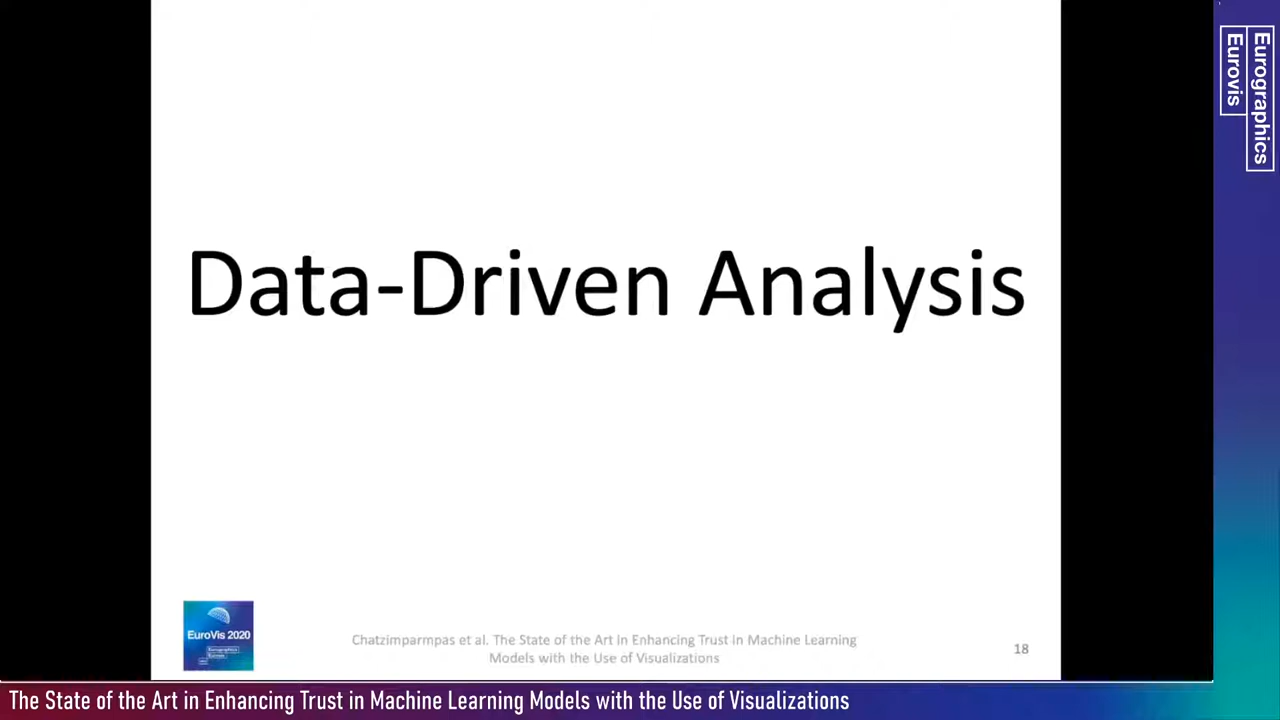 Eurographics
Eurovis
Data-Driven Analysis
EuroVis 2020
Chatzimparmpas et al. The State of the Art in Enhancing Trust in Machine Learning
Models with the Use of Visualizations
18
The State of the Art in Enhancing Trust in Machine Learning Models with the Use of Visualizations